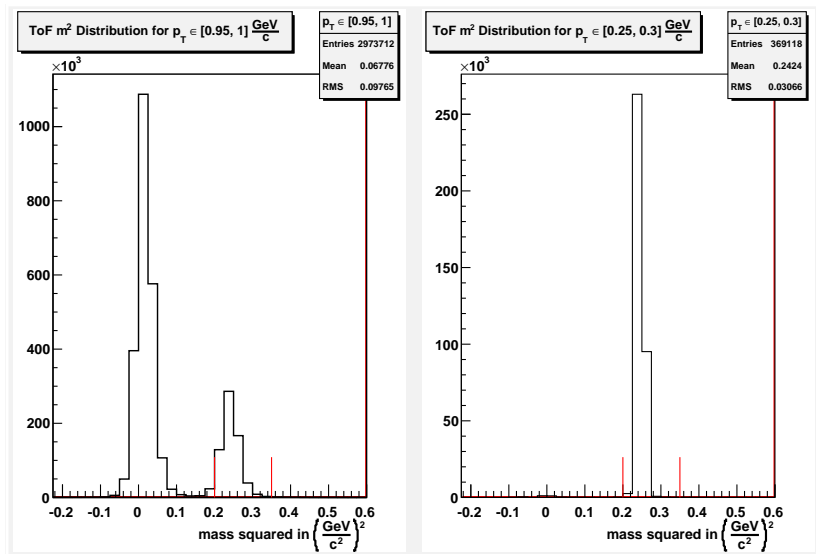 ToF m² Distribution for p_T ∈ [0.95, 1] GeV/c
p_T ∈ [0.95, 1]
Entries 2973712
Mean 0.06776
RMS 0.09765
×10³
1000
800
600
400
200
0
-0.2 -0.1 0 0.1 0.2 0.3 0.4 0.5 0.6
mass squared in (GeV/c²)²
ToF m² Distribution for p_T ∈ [0.25, 0.3] GeV/c
p_T ∈ [0.25, 0.3]
Entries 369118
Mean 0.2424
RMS 0.03066
×10³
250
200
150
100
50
0
-0.2 -0.1 0 0.1 0.2 0.3 0.4 0.5 0.6
mass squared in (GeV/c²)²